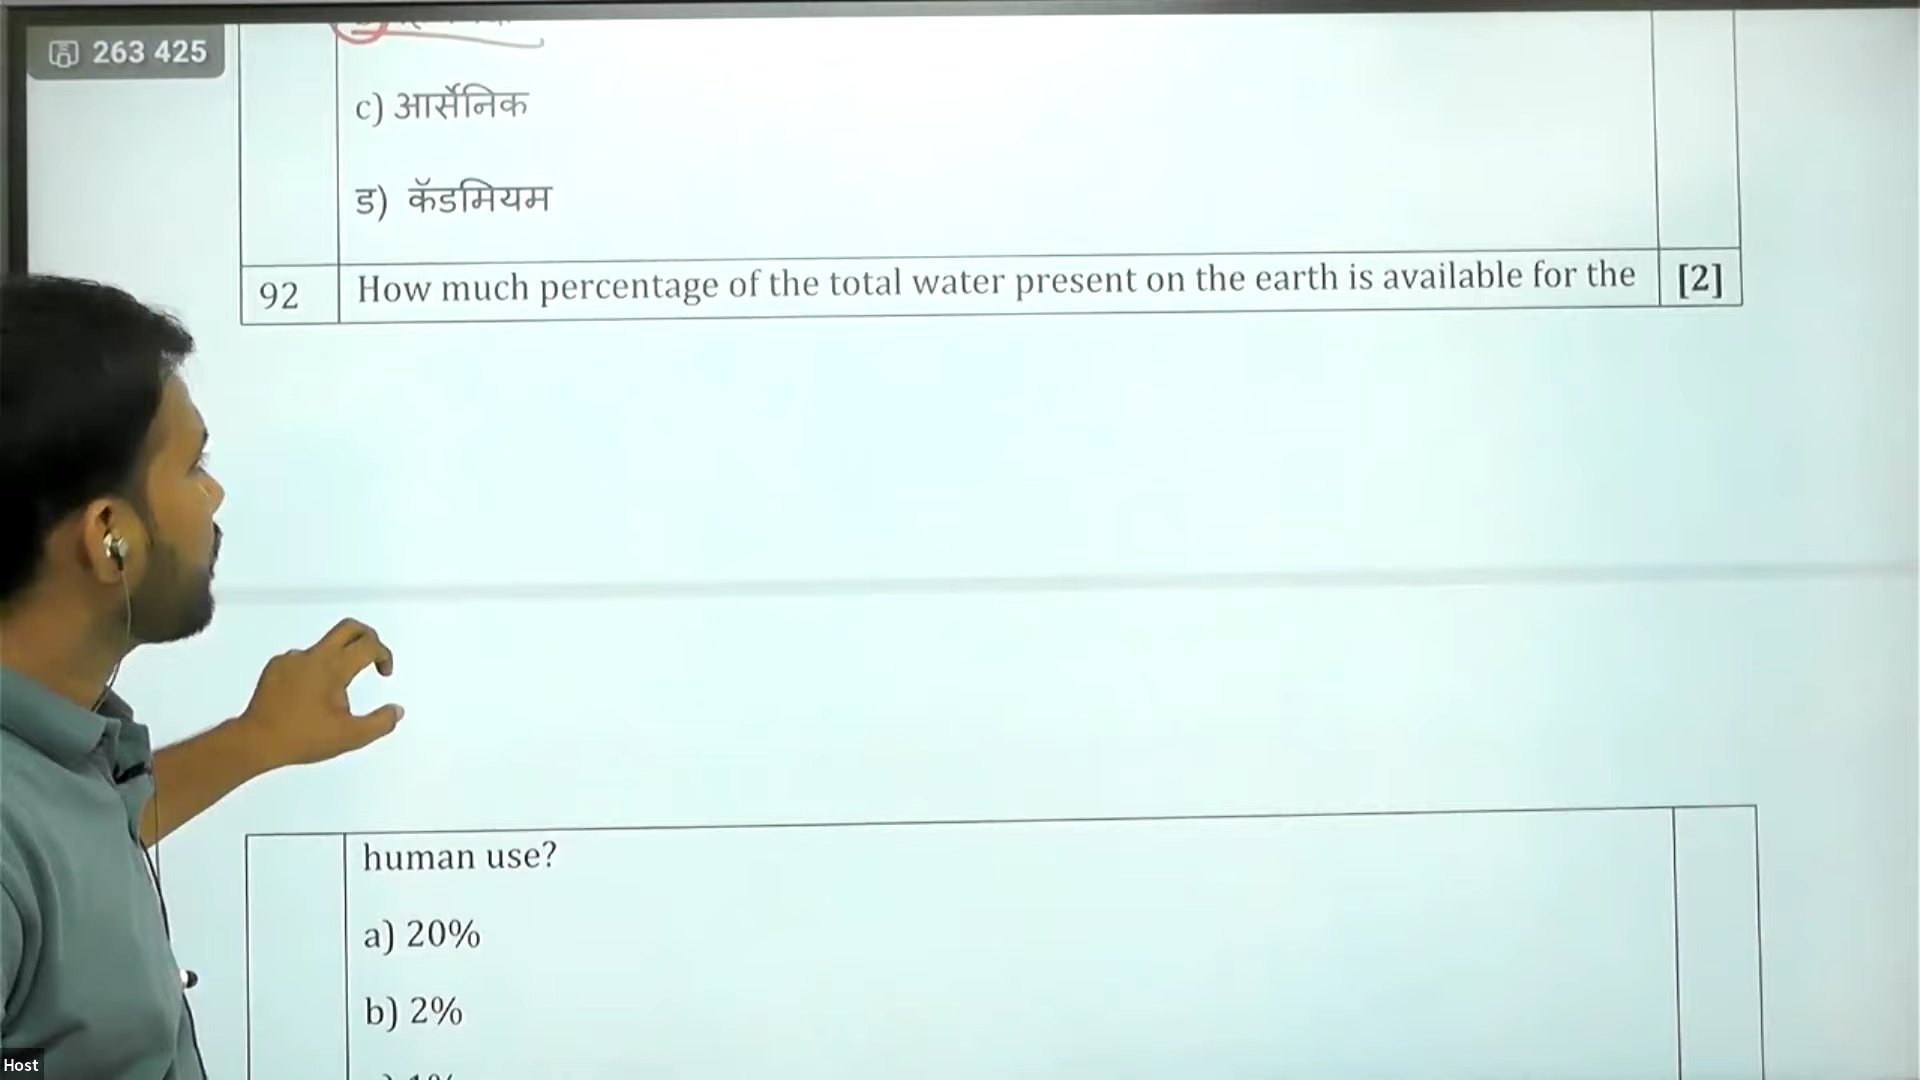 263 425
c) आर्सेनिक
ड) कॅडमियम
92 How much percentage of the total water present on the earth is available for the [2]
human use?
a) 20%
b) 2%
Host